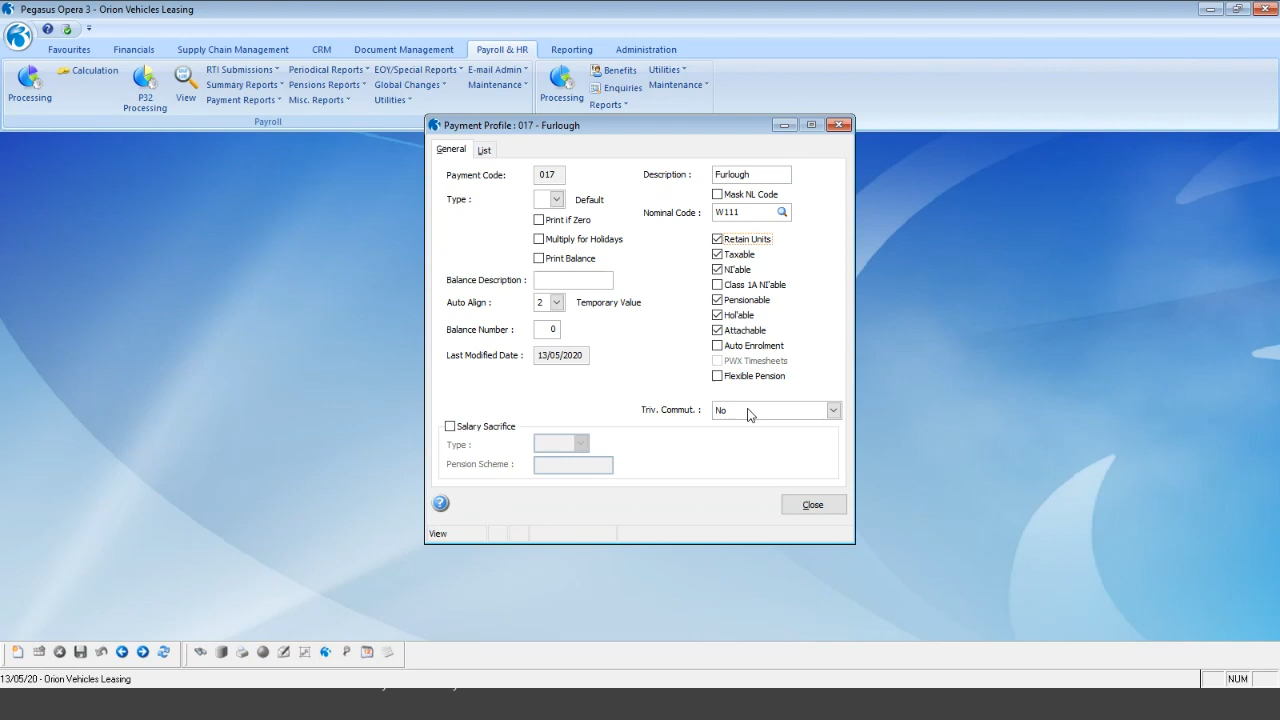 Pegasus Opera 3 - Orion Vehicles Leasing
Favourites Financials Supply Chain Management CRM Document Management Payroll & HR Reporting Administration
Processing Calculation P32 Processing View
RTI Submissions Periodical Reports EOY/Special Reports E-mail Admin
Summary Reports Pensions Reports Global Changes Maintenance
Payment Reports Misc. Reports Utilities
Processing Benefits Utilities
Enquiries Maintenance
Reports
Payroll
Payment Profile : 017 - Furlough
General List
Payment Code: 017 Description : Furlough
Mask NL Code
Type : Default
Nominal Code : W111
Print if Zero
Multiply for Holidays Retain Units
Print Balance Taxable
NI'able
Balance Description : Class 1A NI'able
Auto Align : 2 Temporary Value Pensionable
Hol'able
Balance Number : 0 Attachable
Auto Enrolment
Last Modified Date : 13/05/2020 PWX Timesheets
Flexible Pension
Triv. Commut. : No
Salary Sacrifice
Type :
Pension Scheme :
Close
View
13/05/20 - Orion Vehicles Leasing NUM